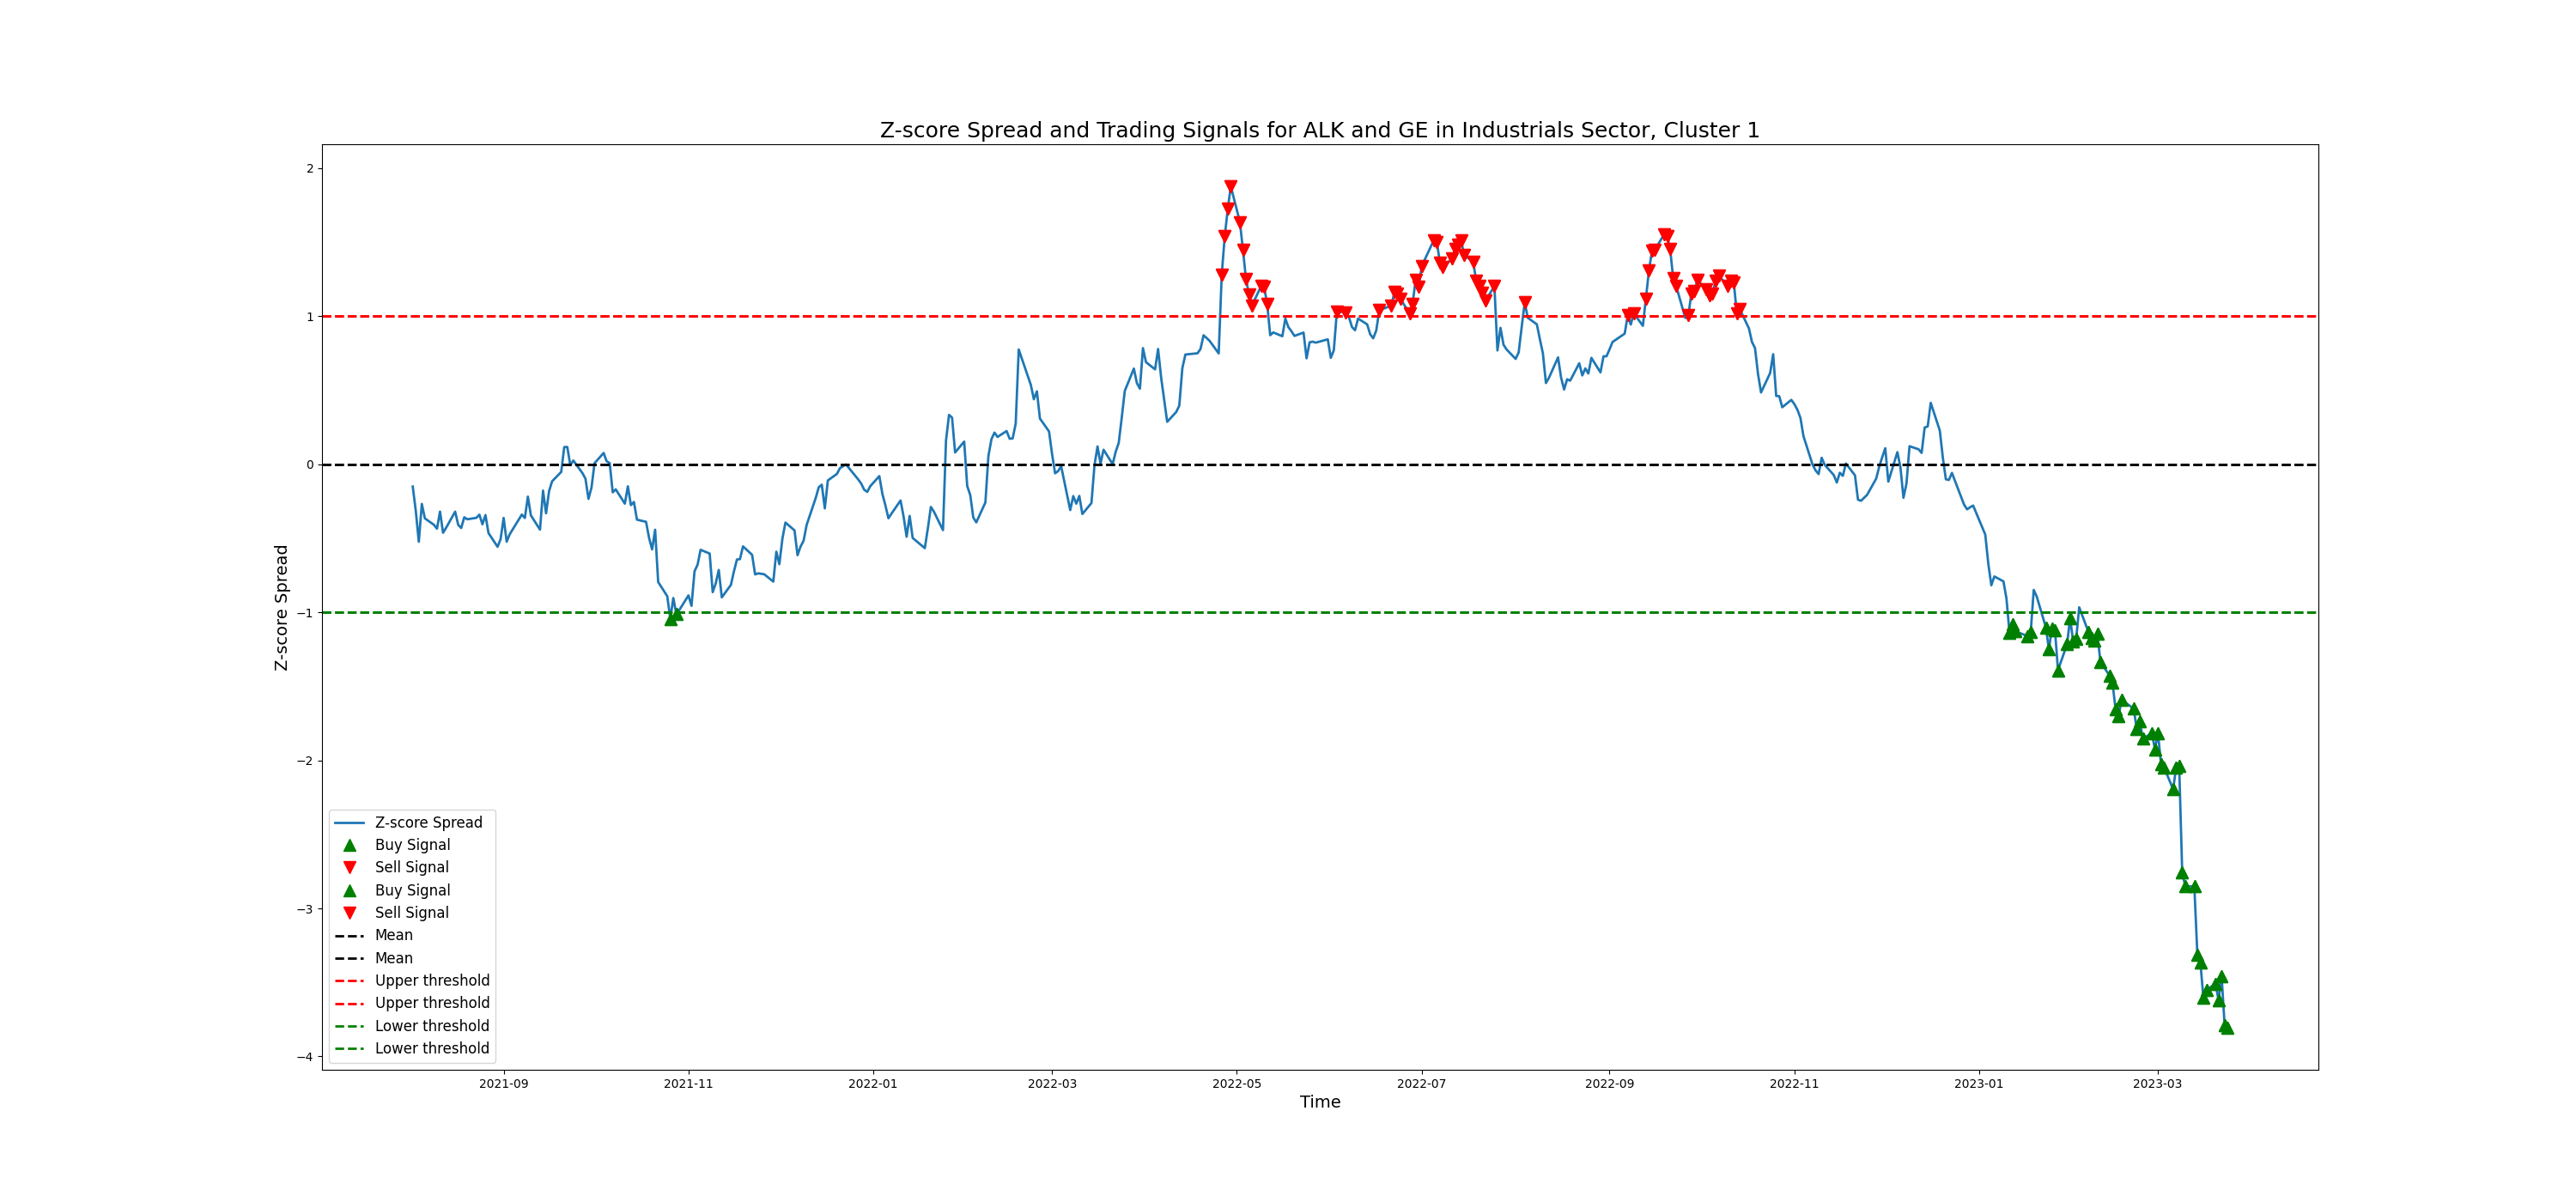 Z-score Spread and Trading Signals for ALK and GE in Industrials Sector, Cluster 1
Z-score Spread
2
1
0
−1
−2
−3
−4
Z-score Spread
Buy Signal
Sell Signal
Buy Signal
Sell Signal
Mean
Mean
Upper threshold
Upper threshold
Lower threshold
Lower threshold
2021-09 2021-11 2022-01 2022-03 2022-05 2022-07 2022-09 2022-11 2023-01 2023-03
Time